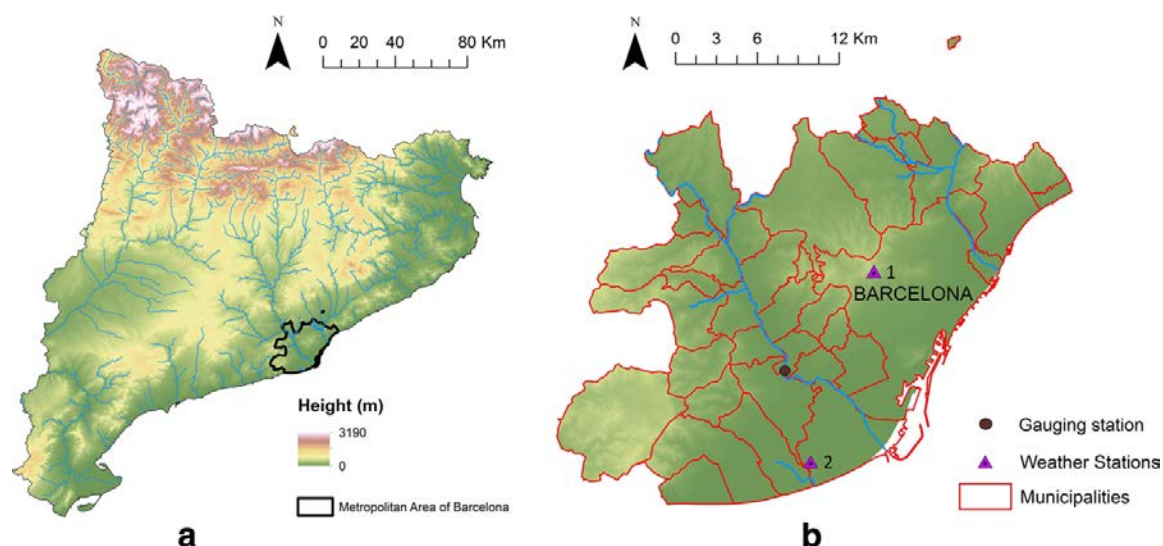 N
0 20 40 80 Km
Height (m)
3190
0
Metropolitan Area of Barcelona
a
N
0 3 6 12 Km
1
BARCELONA
2
Gauging station
Weather Stations
Municipalities
b